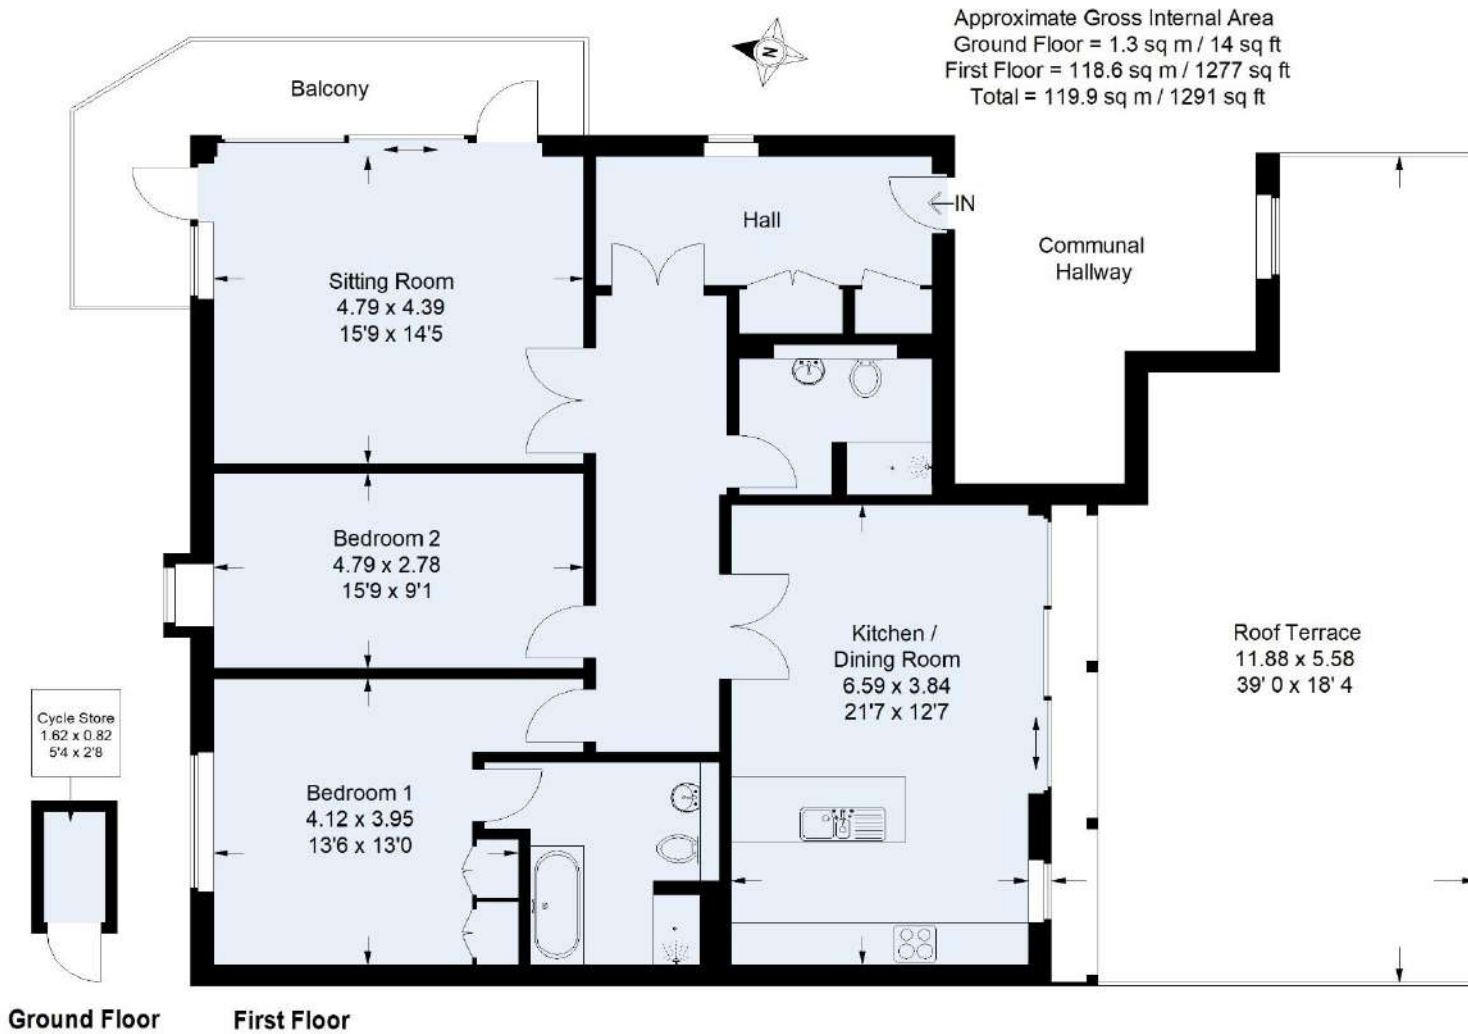 Approximate Gross Internal Area
Ground Floor = 1.3 sq m / 14 sq ft
First Floor = 118.6 sq m / 1277 sq ft
Total = 119.9 sq m / 1291 sq ft
N
Balcony
Hall
IN
Communal
Hallway
Sitting Room
4.79 x 4.39
15'9 x 14'5
Bedroom 2
4.79 x 2.78
15'9 x 9'1
Kitchen /
Dining Room
6.59 x 3.84
21'7 x 12'7
Roof Terrace
11.88 x 5.58
39' 0 x 18' 4
Cycle Store
1.62 x 0.82
5'4 x 2'8
Bedroom 1
4.12 x 3.95
13'6 x 13'0
Ground Floor
First Floor